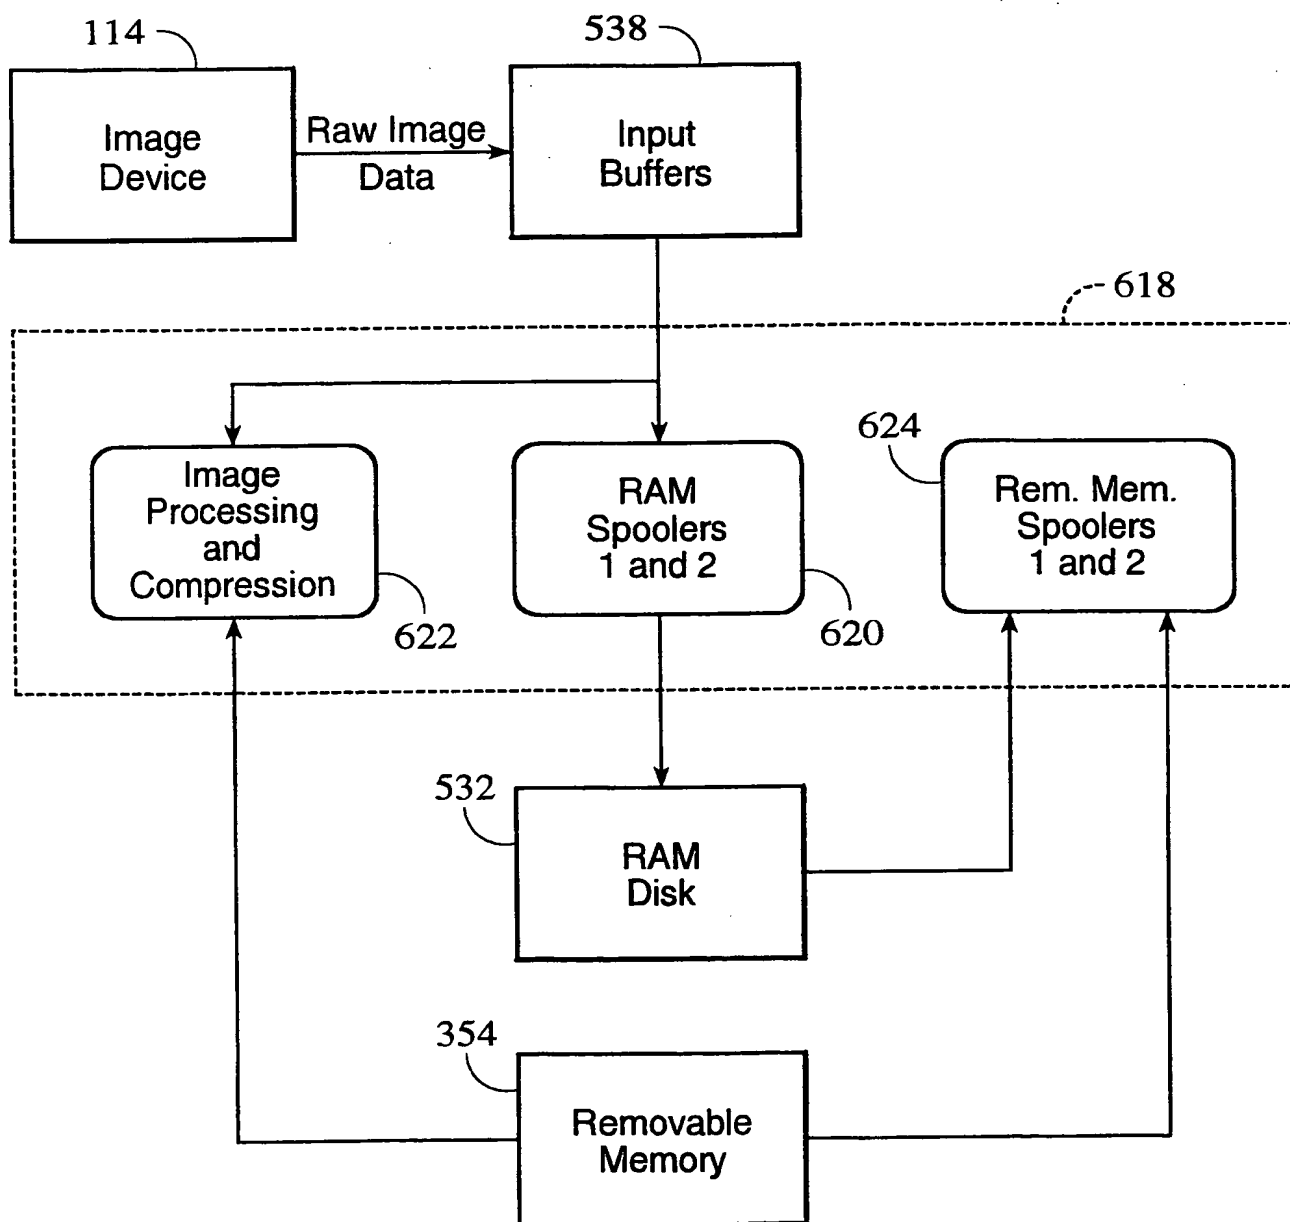 114
538
Image
Device
Raw Image
Data
Input
Buffers
618
Image
Processing
and
Compression
622
RAM
Spoolers
1 and 2
620
624
Rem. Mem.
Spoolers
1 and 2
532
RAM
Disk
354
Removable
Memory